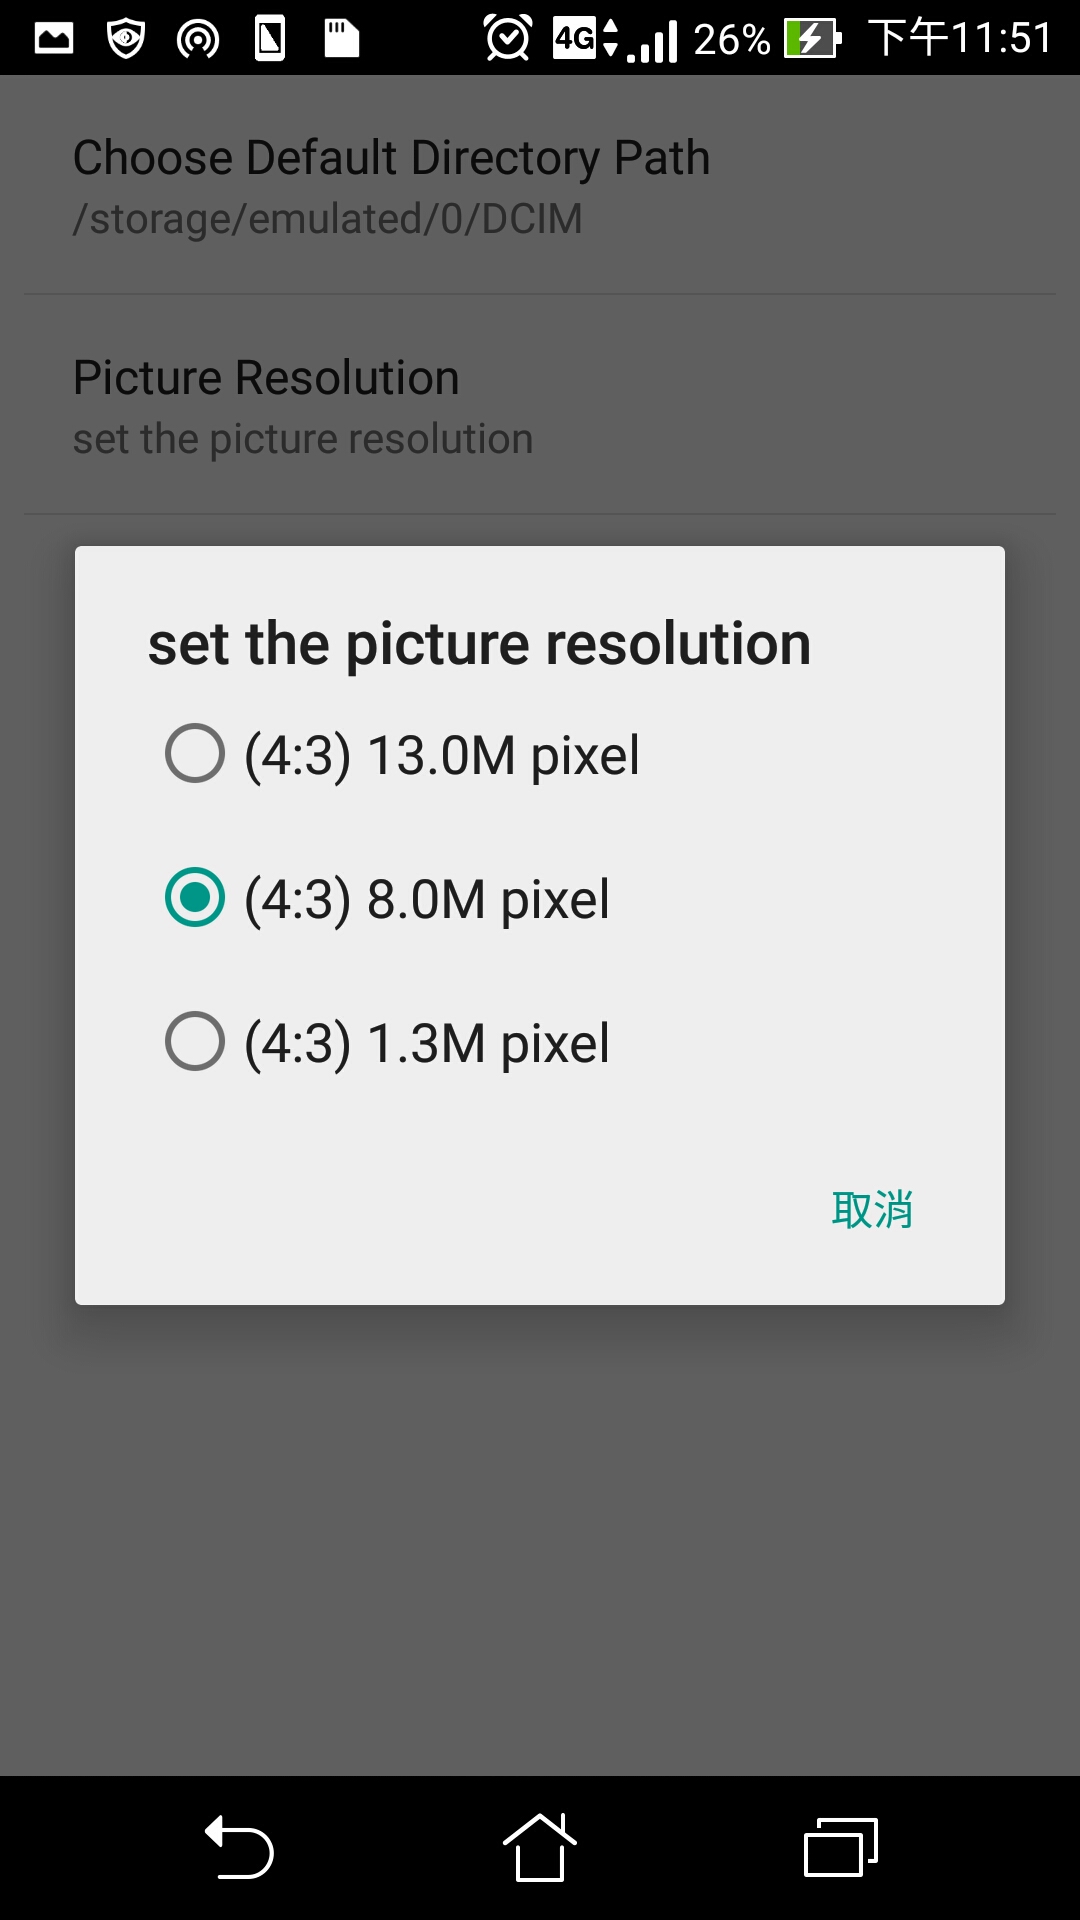 4G 26% 下午11:51
Choose Default Directory Path
/storage/emulated/0/DCIM
Picture Resolution
set the picture resolution
set the picture resolution
(4:3) 13.0M pixel
(4:3) 8.0M pixel
(4:3) 1.3M pixel
取消